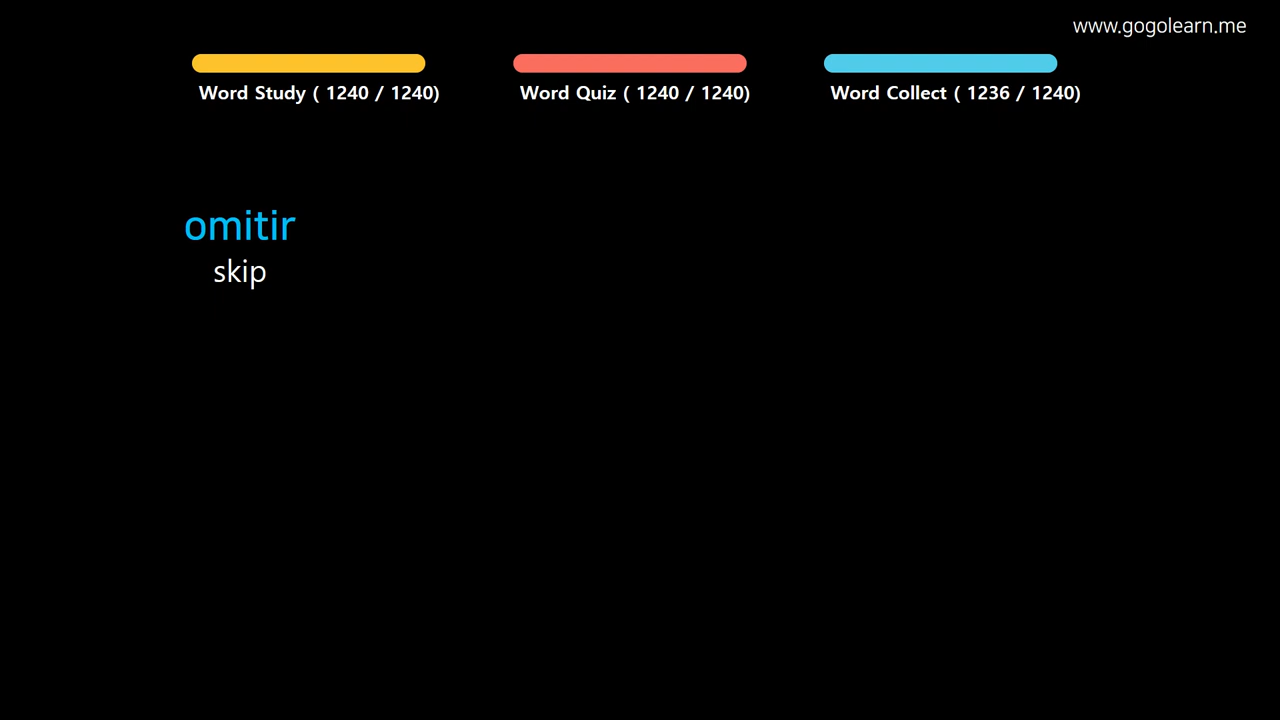 www.gogolearn.me
Word Study ( 1240 / 1240)
Word Quiz ( 1240 / 1240)
Word Collect ( 1236 / 1240)
omitir
skip